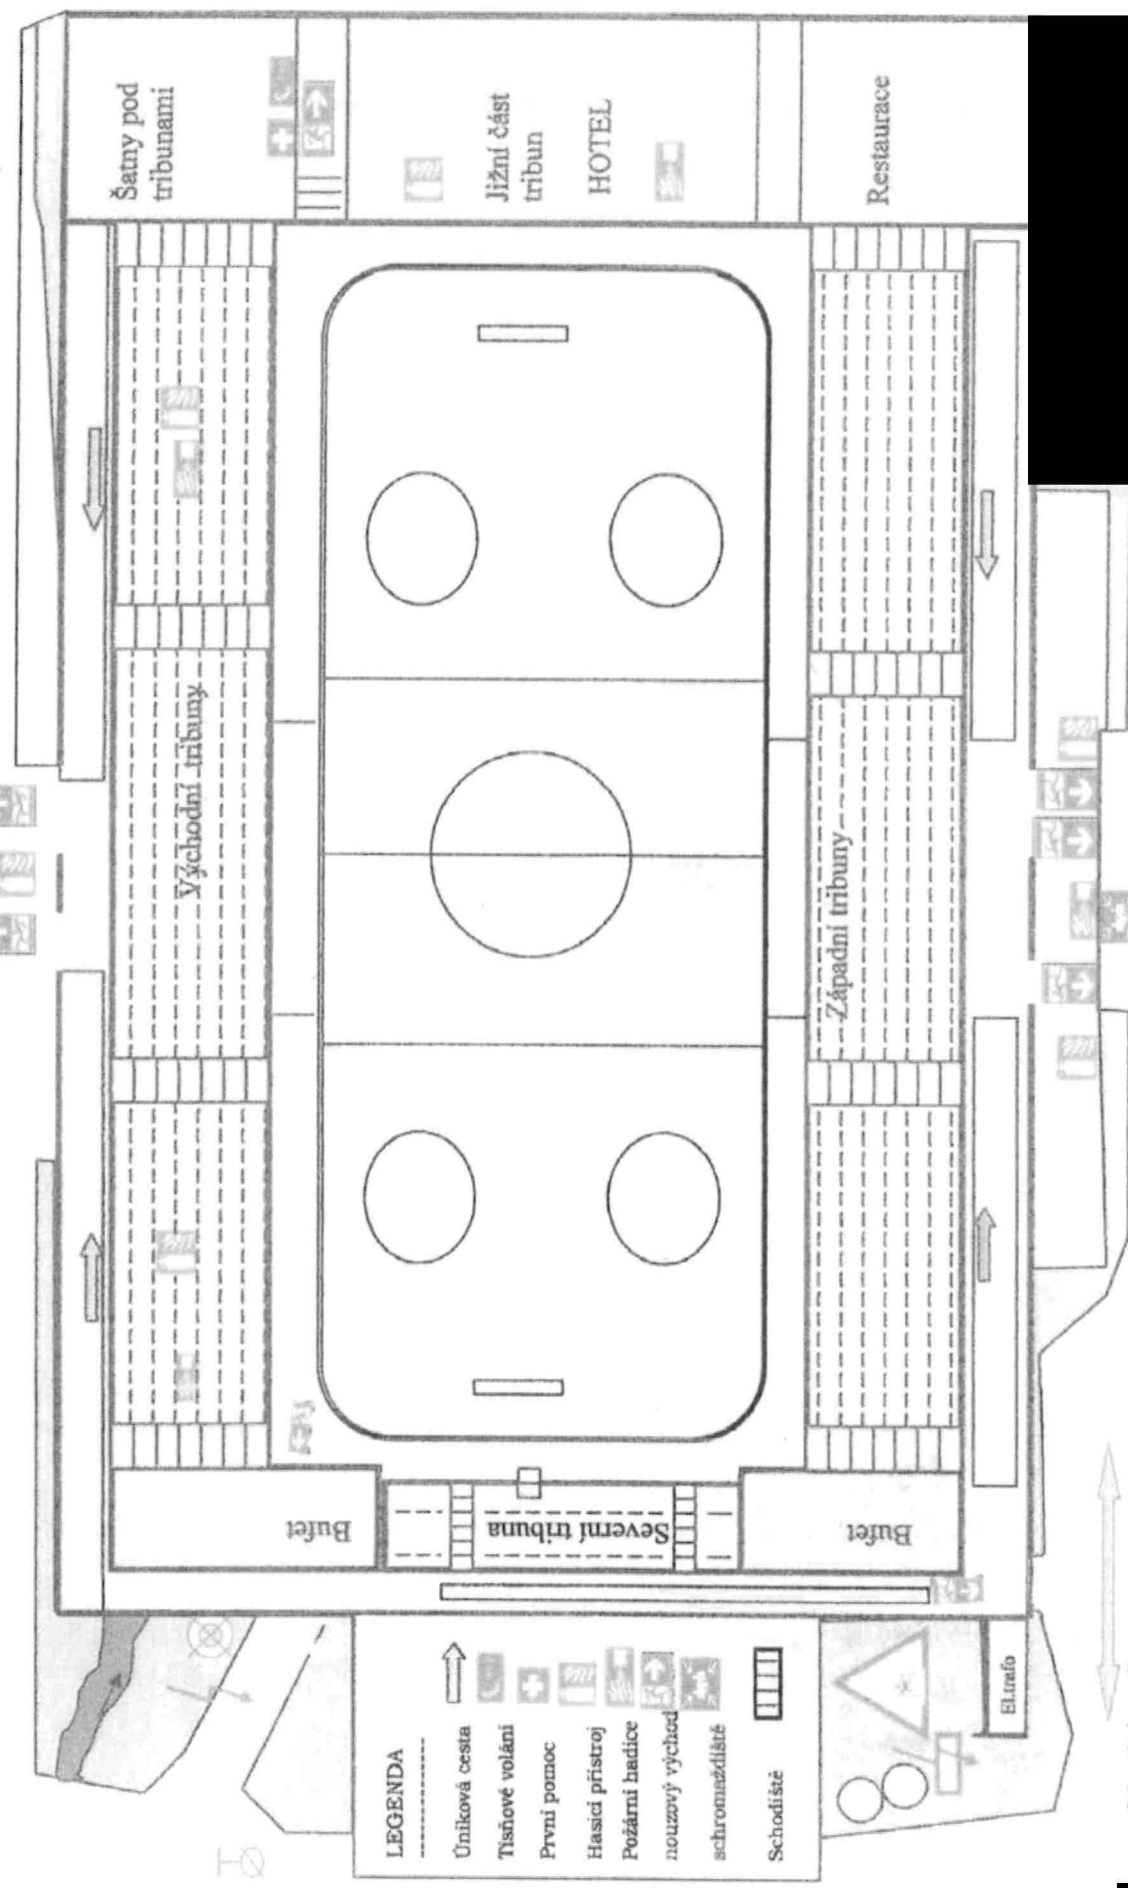 Šatny pod
tribunami
Jižní část
tribun
HOTEL
Restaurace
Východní tribuny
Západní tribuny
Bufet
Severní tribuna
Bufet
LEGENDA
------------
Úniková cesta
Tísňové volání
První pomoc
Hasicí přístroj
Požární hadice
nouzový východ
schromaždiště
Schodiště
El.trafo